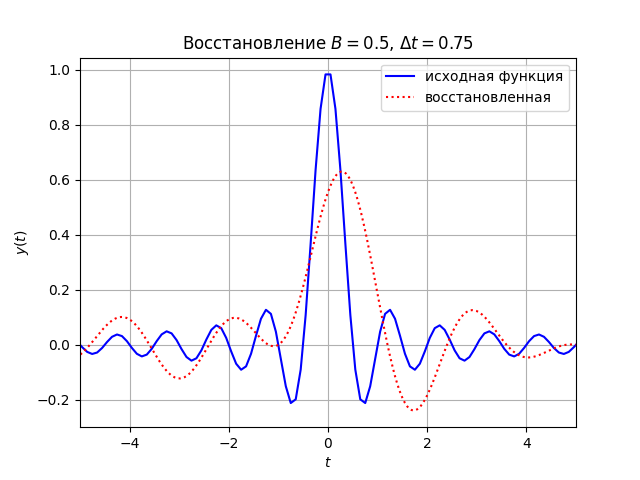 Восстановление B = 0.5, Δt = 0.75
исходная функция
восстановленная
1.0
0.8
0.6
0.4
0.2
0.0
−0.2
y(t)
−4
−2
0
2
4
t